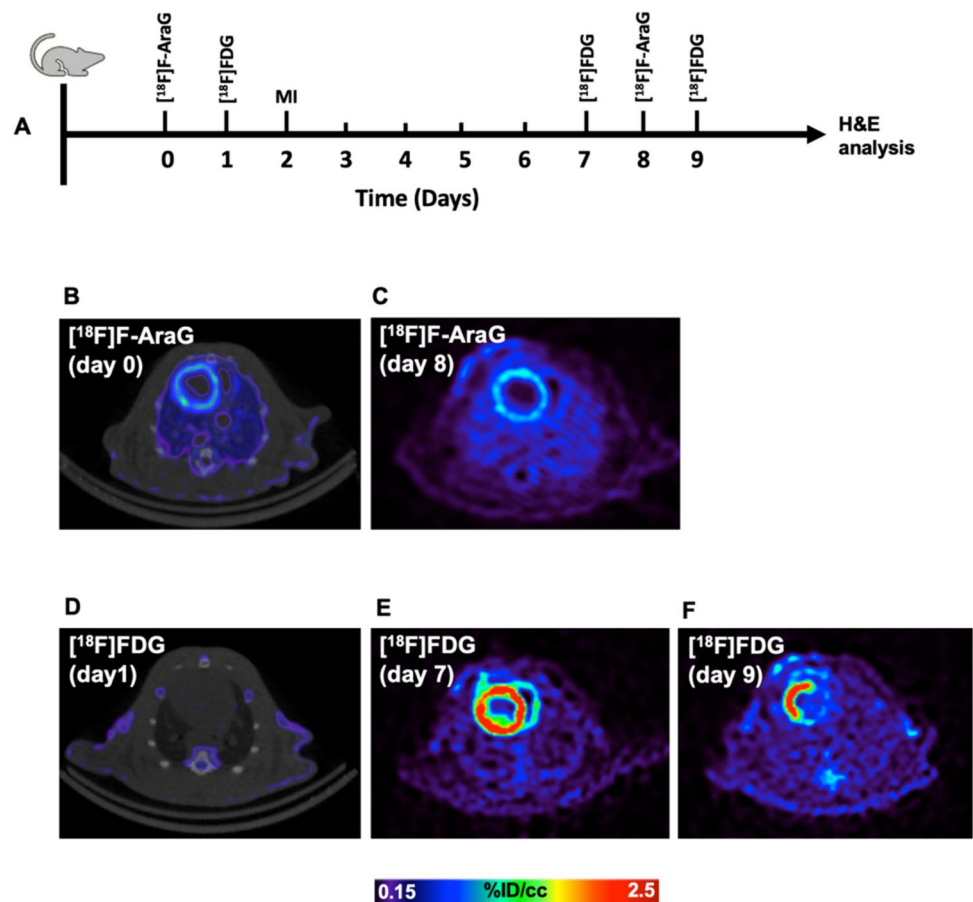 A
[¹⁸F]F-AraG
[¹⁸F]FDG
MI
[¹⁸F]FDG
[¹⁸F]F-AraG
[¹⁸F]FDG
0 1 2 3 4 5 6 7 8 9
Time (Days)
H&E
analysis
B
[¹⁸F]F-AraG
(day 0)
C
[¹⁸F]F-AraG
(day 8)
D
[¹⁸F]FDG
(day1)
E
[¹⁸F]FDG
(day 7)
F
[¹⁸F]FDG
(day 9)
0.15 %ID/cc 2.5